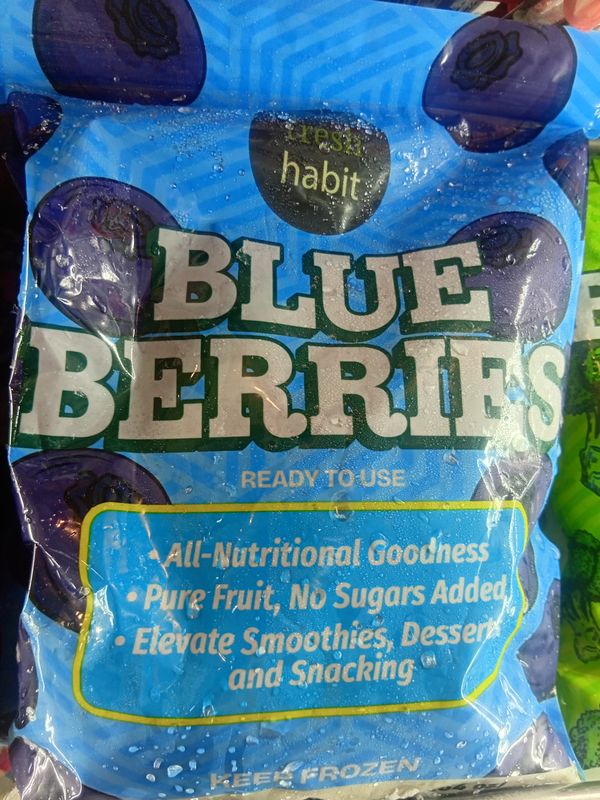 fresh
habit
BLUE
BERRIES
READY TO USE
• All-Nutritional Goodness
• Pure Fruit, No Sugars Added
• Elevate Smoothies, Dessert
and Snacking
KEEP FROZEN